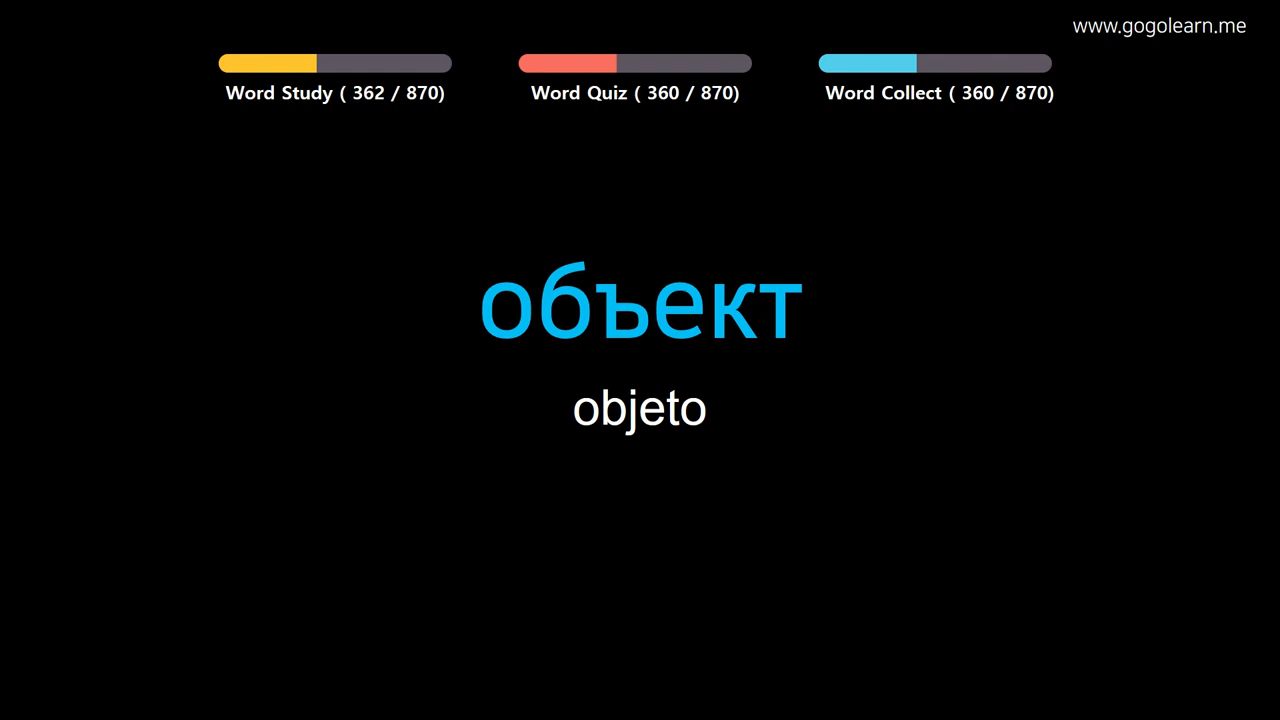 www.gogolearn.me
Word Study ( 362 / 870)
Word Quiz ( 360 / 870)
Word Collect ( 360 / 870)
объект
objeto